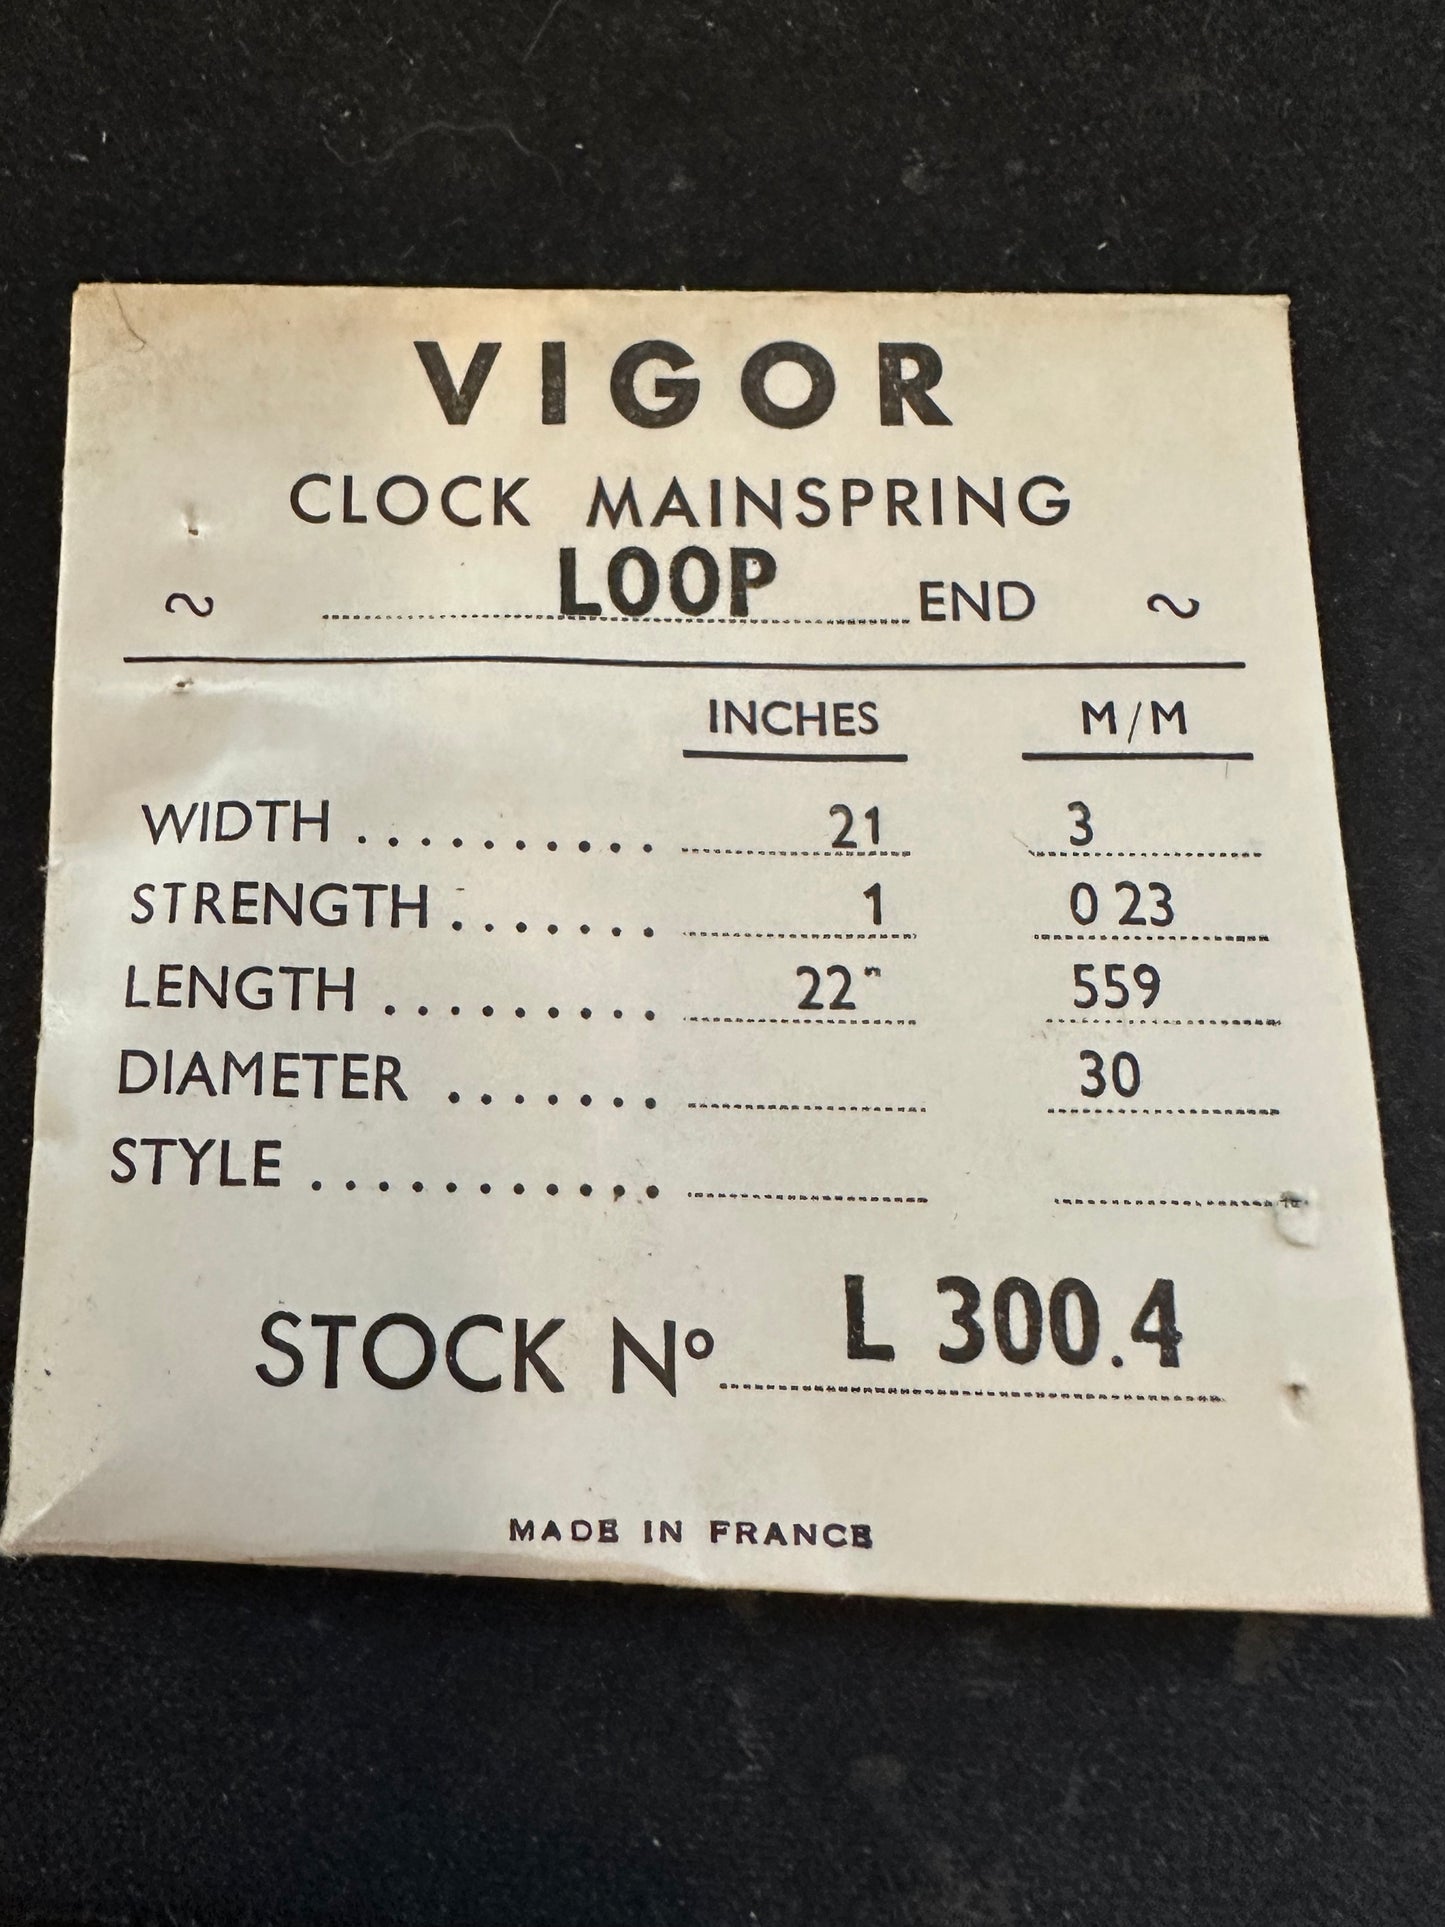 VIGOR
CLOCK MAINSPRING
~ LOOP END ~
INCHES M/M
WIDTH .......... 21 3
STRENGTH ....... 1 0 23
LENGTH ......... 22" 559
DIAMETER ....... 30
STYLE ...........
STOCK Nº L 300.4
MADE IN FRANCE